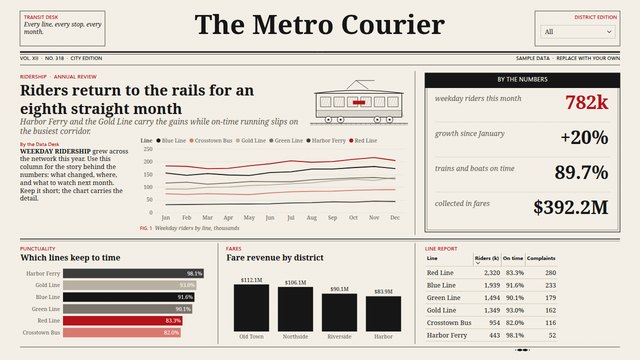 TRANSIT DESK
Every line, every stop, every
month.
The Metro Courier
DISTRICT EDITION
All
VOL. XII · NO. 318 · CITY EDITION
SAMPLE DATA · REPLACE WITH YOUR OWN
RIDERSHIP · ANNUAL REVIEW
Riders return to the rails for an
eighth straight month
Harbor Ferry and the Gold Line carry the gains while on-time running slips on
the busiest corridor.
By the Data Desk
WEEKDAY RIDERSHIP grew across
the network this year. Use this
column for the story behind the
numbers: what changed, where,
and what to watch next month.
Keep it short; the chart carries the
detail.
Line Blue Line Crosstown Bus Gold Line Green Line Harbor Ferry Red Line
250
200
150
100
50
0
Jan Feb Mar Apr May Jun Jul Aug Sep Oct Nov Dec
FIG. 1 Weekday riders by line, thousands
BY THE NUMBERS
weekday riders this month 782k
growth since January +20%
trains and boats on time 89.7%
collected in fares $392.2M
PUNCTUALITY
Which lines keep to time
Harbor Ferry 98.1%
Gold Line 93.0%
Blue Line 91.6%
Green Line 90.1%
Red Line 83.3%
Crosstown Bus 82.0%
FARES
Fare revenue by district
$112.1M $106.1M $90.1M $83.9M
Old Town Northside Riverside Harbor
LINE REPORT
Line Riders (k) On time Complaints
Red Line 2,320 83.3% 280
Blue Line 1,939 91.6% 233
Green Line 1,494 90.1% 179
Gold Line 1,349 93.0% 162
Crosstown Bus 954 82.0% 116
Harbor Ferry 443 98.1% 52